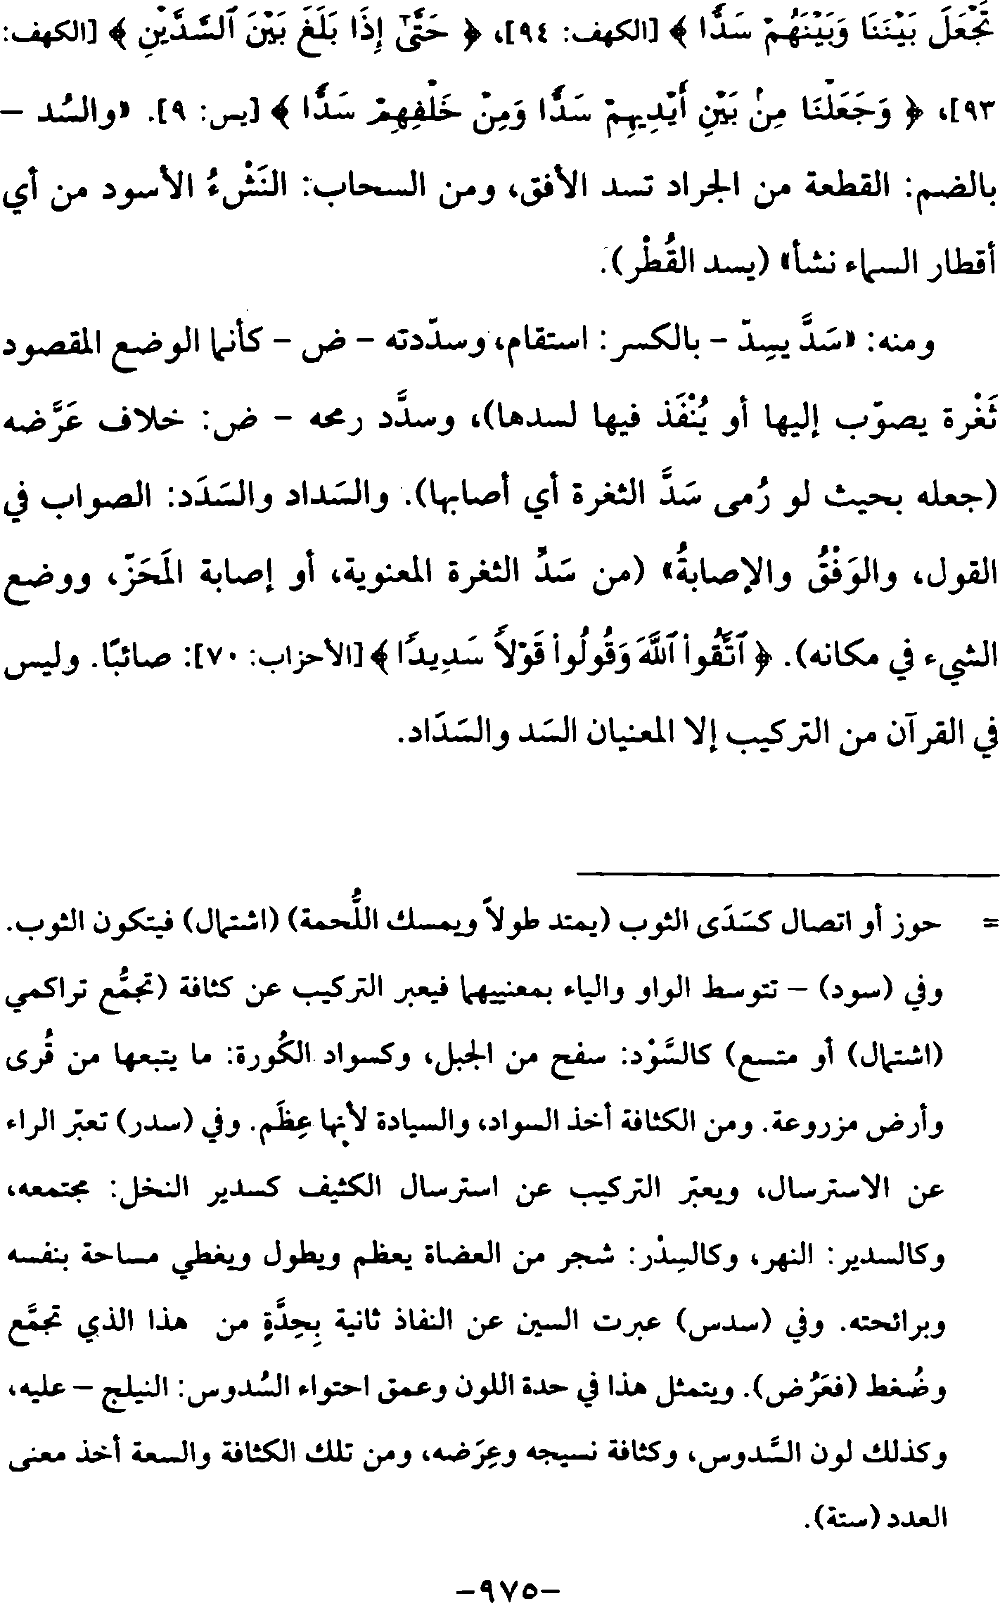 تَجْعَلَ بَيْنَنَا وَبَيْنَهُمْ سَدًّا ﴾ [الكهف: ٩٤]، ﴿ حَتَّىٰٓ إِذَا بَلَغَ بَيْنَ ٱلسَّدَّيْنِ ﴾ [الكهف:
٩٣]، ﴿ وَجَعَلْنَا مِنۢ بَيْنِ أَيْدِيهِمْ سَدًّا وَمِنْ خَلْفِهِمْ سَدًّا ﴾ [يس: ٩]. «والسُد –
بالضم: القطعة من الجراد تسد الأفق، ومن السحاب: النَشْءُ الأسود من أي
أقطار السماء نشأ» (يسد القُطْر).
ومنه: «سَدَّ يسِدّ – بالكسر: استقام، وسدّدته – ض – كأنما الوضع المقصود
ثَغْرة يصوّب إليها أو يُنْفَذ فيها لسدها)، وسدَّد رمحه – ض: خلاف عَرَّضه
(جعله بحيث لو رُمى سَدَّ الثغرة أي أصابها). والسَداد والسَدَد: الصواب في
القول، والوَفْقُ والإصابةُ» (من سَدِّ الثغرة المعنوية، أو إصابة المَحَزّ، ووضع
الشيء في مكانه). ﴿ ٱتَّقُوا۟ ٱللَّهَ وَقُولُوا۟ قَوْلًا سَدِيدًا ﴾ [الأحزاب: ٧٠]: صائبًا. وليس
في القرآن من التركيب إلا المعنيان السَد والسَدَاد.
= حوز أو اتصال كسَدَى الثوب (يمتد طولاً ويمسك اللُّحمة) (اشتمال) فيتكون الثوب.
وفي (سود) – تتوسط الواو والياء بمعنييهما فيعبر التركيب عن كثافة (تجمُّع تراكمي
(اشتمال) أو متسع) كالسَّوْد: سفح من الجبل، وكسواد الكُورة: ما يتبعها من قُرى
وأرض مزروعة. ومن الكثافة أخذ السواد، والسيادة لأنها عِظَم. وفي (سدر) تعبّر الراء
عن الاسترسال، ويعبّر التركيب عن استرسال الكثيف كسدير النخل: مجتمعه،
وكالسدير: النهر، وكالسِدْر: شجر من العضاة يعظم ويطول ويغطي مساحة بنفسه
وبرائحته. وفي (سدس) عبرت السين عن النفاذ ثانية بِحِدَّةٍ من هذا الذي تجمَّع
وضُغط (فعَرُض). ويتمثل هذا في حدة اللون وعمق احتواء السُدوس: النيلج – عليه،
وكذلك لون السَّدوس، وكثافة نسيجه وعِرَضه، ومن تلك الكثافة والسعة أخذ معنى
العدد (ستة).
–٩٧٥–